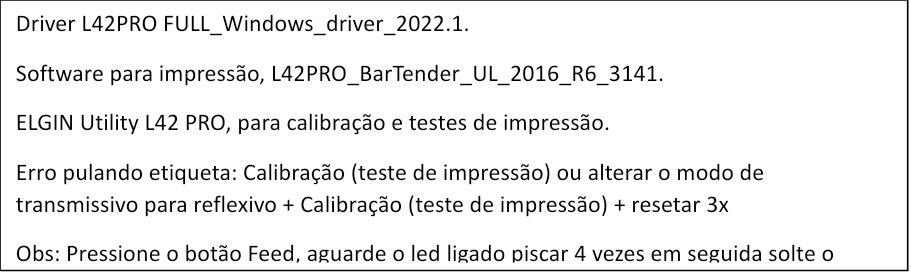 Driver L42PRO FULL_Windows_driver_2022.1.
Software para impressão, L42PRO_BarTender_UL_2016_R6_3141.
ELGIN Utility L42 PRO, para calibração e testes de impressão.
Erro pulando etiqueta: Calibração (teste de impressão) ou alterar o modo de
transmissivo para reflexivo + Calibração (teste de impressão) + resetar 3x
Obs: Pressione o botão Feed, aguarde o led ligado piscar 4 vezes em seguida solte o